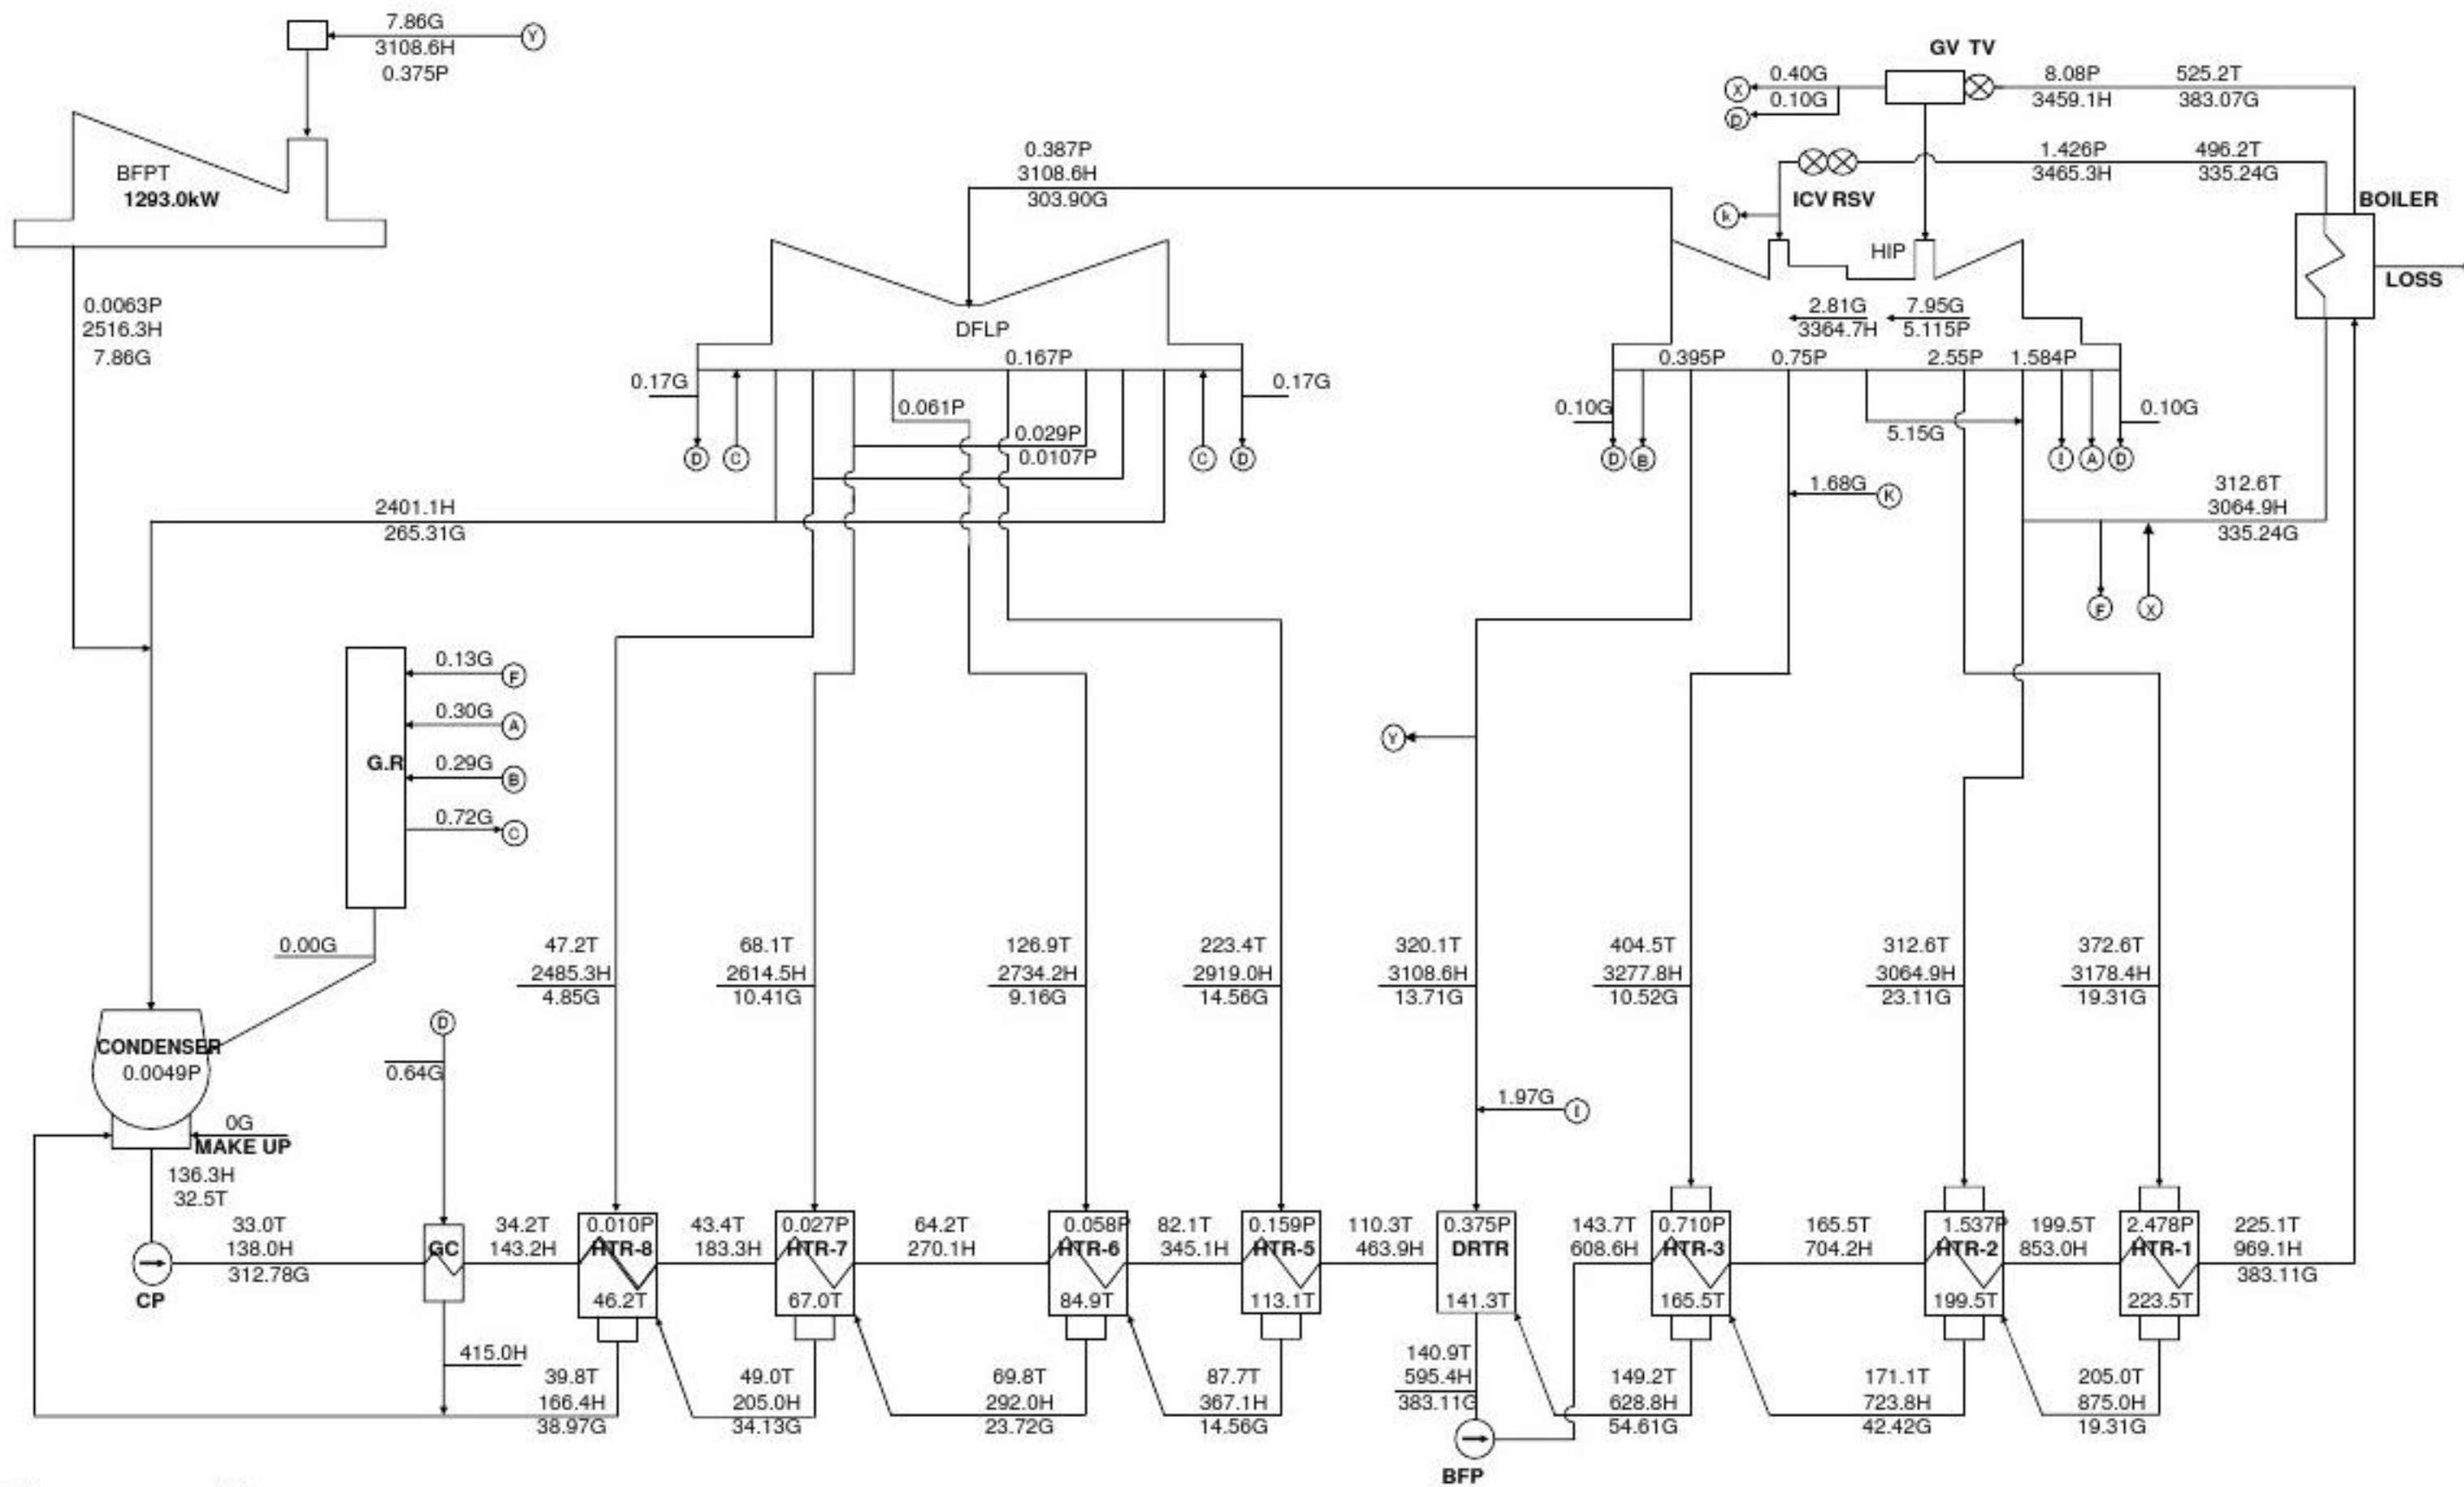 7.86G
3108.6H
0.375P
Y
BFPT
1293.0kW
0.0063P
2516.3H
7.86G
GV TV
X
0.40G
D
0.10G
8.08P
525.2T
3459.1H
383.07G
1.426P
496.2T
3465.3H
335.24G
ICV RSV
k
BOILER
LOSS
0.387P
3108.6H
303.90G
DFLP
0.167P
0.17G
0.17G
0.061P
0.029P
0.0107P
D
C
C
D
HIP
2.81G
7.95G
3364.7H
5.115P
0.395P
0.75P
2.55P
1.584P
0.10G
0.10G
5.15G
D
B
I
A
D
1.68G
K
312.6T
3064.9H
335.24G
F
X
2401.1H
265.31G
G.R
0.13G
F
0.30G
A
0.29G
B
0.72G
C
0.00G
Y
47.2T
2485.3H
4.85G
68.1T
2614.5H
10.41G
126.9T
2734.2H
9.16G
223.4T
2919.0H
14.56G
320.1T
3108.6H
13.71G
404.5T
3277.8H
10.52G
312.6T
3064.9H
23.11G
372.6T
3178.4H
19.31G
CONDENSER
0.0049P
D
0.64G
0G
MAKE UP
136.3H
32.5T
1.97G
I
33.0T
138.0H
312.78G
CP
GC
34.2T
143.2H
0.010P
HTR-8
46.2T
43.4T
183.3H
0.027P
HTR-7
67.0T
64.2T
270.1H
0.058P
HTR-6
84.9T
82.1T
345.1H
0.159P
HTR-5
113.1T
110.3T
463.9H
0.375P
DRTR
141.3T
143.7T
608.6H
0.710P
HTR-3
165.5T
165.5T
704.2H
1.537P
HTR-2
199.5T
199.5T
853.0H
2.478P
HTR-1
223.5T
225.1T
969.1H
383.11G
415.0H
39.8T
166.4H
38.97G
49.0T
205.0H
34.13G
69.8T
292.0H
23.72G
87.7T
367.1H
14.56G
140.9T
595.4H
383.11G
BFP
149.2T
628.8H
54.61G
171.1T
723.8H
42.42G
205.0T
875.0H
19.31G